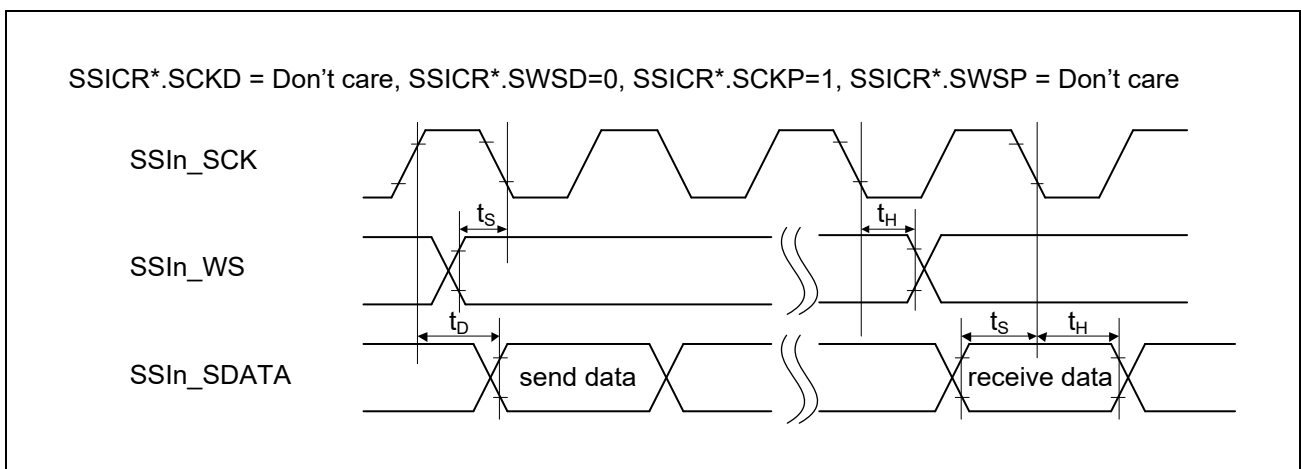 SSICR*.SCKD = Don’t care, SSICR*.SWSD=0, SSICR*.SCKP=1, SSICR*.SWSP = Don’t care
SSIn_SCK
tS
tH
SSIn_WS
tD
tS
tH
SSIn_SDATA
send data
receive data